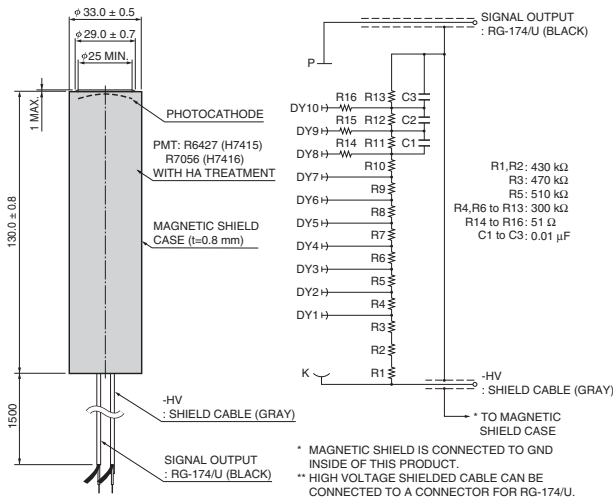 φ 33.0 ± 0.5
φ 29.0 ± 0.7
φ 25 MIN.
1 MAX.
130.0 ± 0.8
1500
PHOTOCATHODE
PMT: R6427 (H7415)
R7056 (H7416)
WITH HA TREATMENT
MAGNETIC SHIELD
CASE (t=0.8 mm)
-HV
: SHIELD CABLE (GRAY)
SIGNAL OUTPUT
: RG-174/U (BLACK)
SIGNAL OUTPUT
: RG-174/U (BLACK)
P
R16 R13 C3
DY10
R15 R12 C2
DY9
R14 R11 C1
DY8
R10
DY7
R9
DY6
R8
DY5
R7
DY4
R6
DY3
R5
DY2
R4
DY1
R3
R2
K R1
R1,R2: 430 kΩ
R3: 470 kΩ
R5: 510 kΩ
R4,R6 to R13: 300 kΩ
R14 to R16: 51 Ω
C1 to C3: 0.01 µF
-HV
: SHIELD CABLE (GRAY)
* TO MAGNETIC
SHIELD CASE
* MAGNETIC SHIELD IS CONNECTED TO GND
INSIDE OF THIS PRODUCT.
** HIGH VOLTAGE SHIELDED CABLE CAN BE
CONNECTED TO A CONNECTOR FOR RG-174/U.